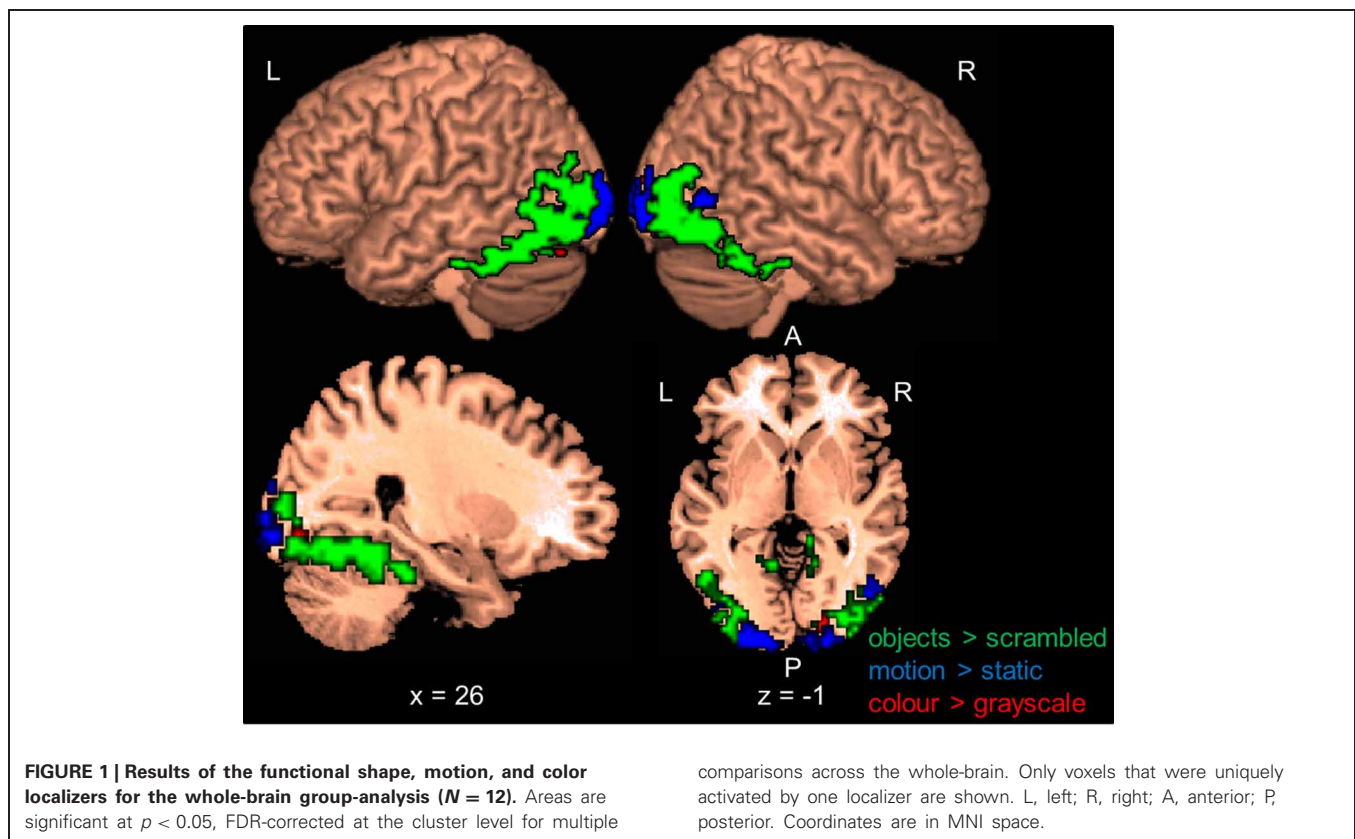 L
R
A
L
R
P
objects > scrambled
motion > static
colour > grayscale
x = 26
z = -1
FIGURE 1 | Results of the functional shape, motion, and color
localizers for the whole-brain group-analysis (N = 12). Areas are
significant at p < 0.05, FDR-corrected at the cluster level for multiple
comparisons across the whole-brain. Only voxels that were uniquely
activated by one localizer are shown. L, left; R, right; A, anterior; P,
posterior. Coordinates are in MNI space.